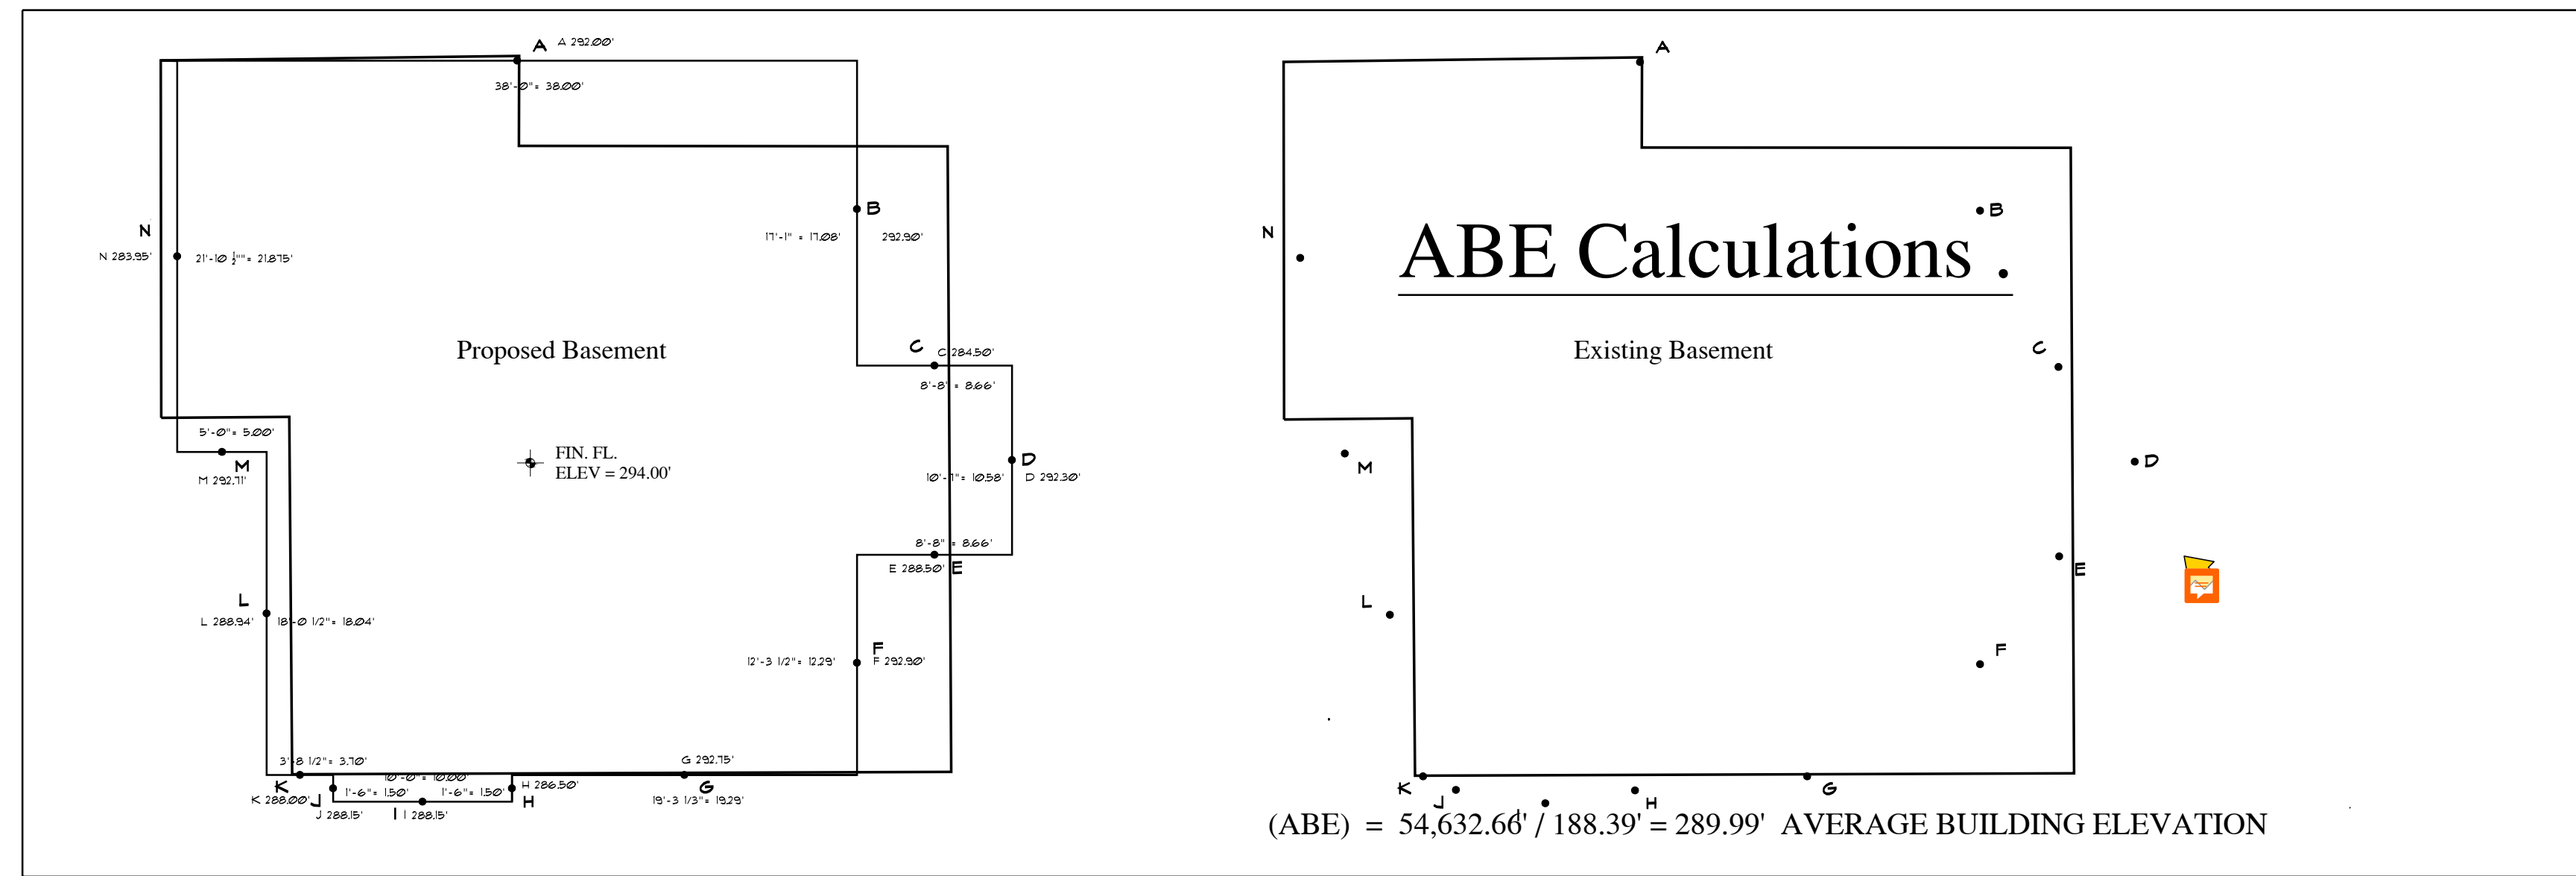 A A 292.00'
38'-0"= 38.00'
B
17'-1" = 17.08' 292.90'
N
N 283.95'
21'-10 1/2""= 21.875'
Proposed Basement
C C 284.50'
8'-8" = 8.66'
5'-0"= 5.00'
M
M 292.71'
FIN. FL.
ELEV = 294.00'
D
10'-7"= 10.58' D 292.30'
8'-8" = 8.66'
E 288.50' E
L
L 288.94' 18'-0 1/2"= 18.04'
F
12'-3 1/2"= 12.29' F 292.90'
3'-8 1/2"= 3.70'
G 292.75'
10'-0"= 10.00'
K
1'-6"= 1.50' 1'-6"= 1.50' H 286.50'
G
K 288.00' J
H
19'-3 1/3"= 19.29'
J 288.15' I I 288.15'
A
B
N
ABE Calculations .
Existing Basement
C
M
D
E
L
F
K
J
I
H
G
(ABE) = 54,632.66' / 188.39' = 289.99' AVERAGE BUILDING ELEVATION